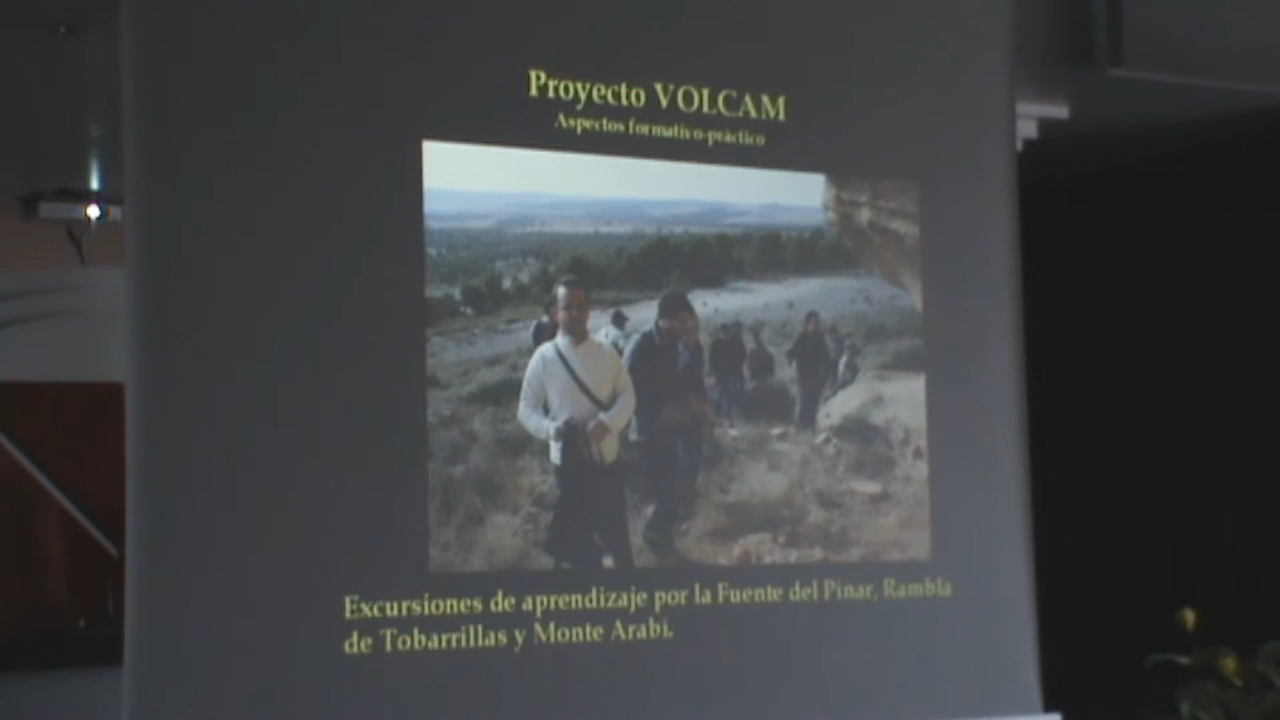 Proyecto VOLCAM
Aspectos formativo-práctico
Excursiones de aprendizaje por la Fuente del Pinar, Rambla
de Tobarrillas y Monte Arabí.